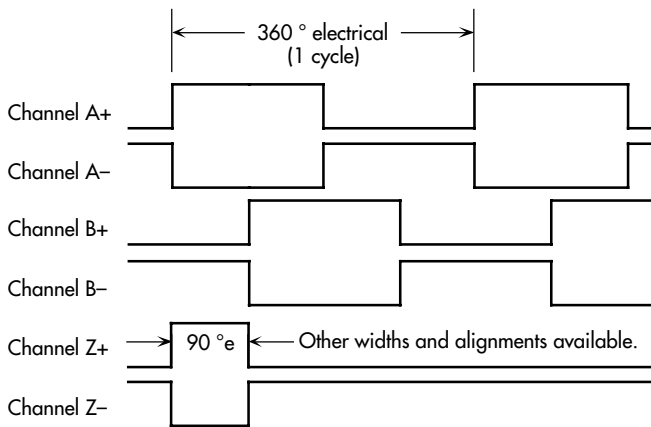 360 ° electrical
(1 cycle)
Channel A+
Channel A–
Channel B+
Channel B–
Channel Z+
90 °e
Other widths and alignments available.
Channel Z–